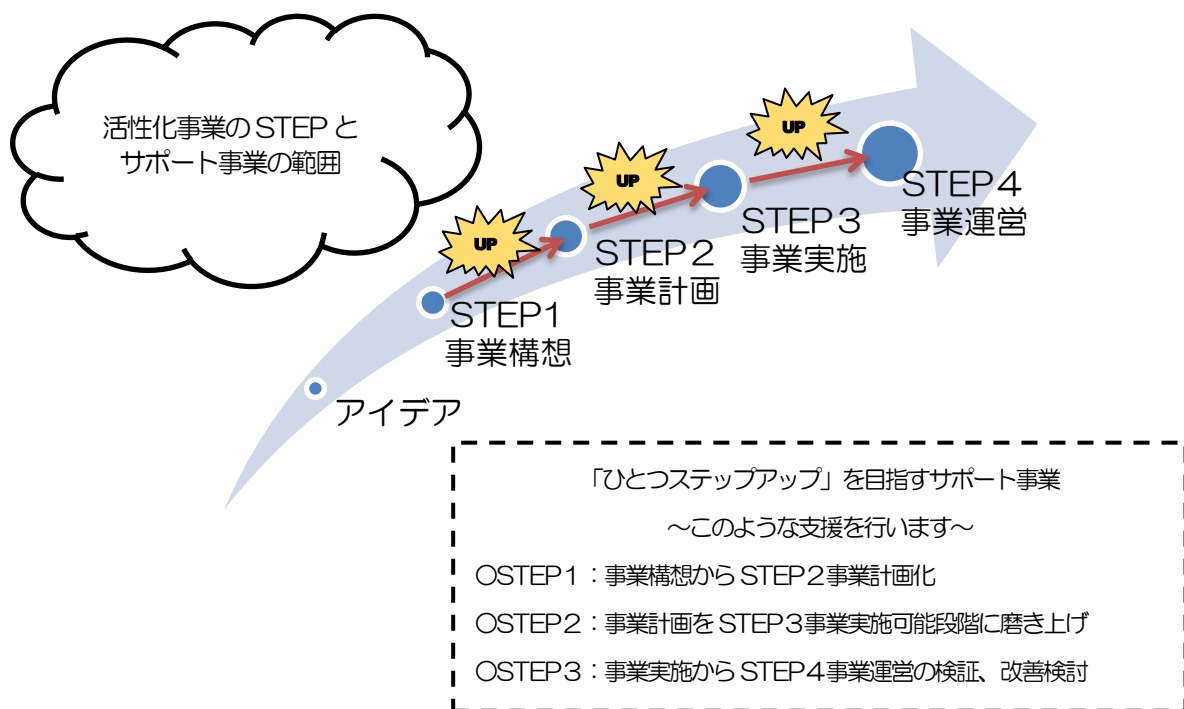 活性化事業のSTEPと
サポート事業の範囲
UP
UP
UP
STEP4
事業運営
STEP3
事業実施
STEP2
事業計画
STEP1
事業構想
アイデア
「ひとつステップアップ」を目指すサポート事業
～このような支援を行います～
〇STEP1：事業構想からSTEP2事業計画化
〇STEP2：事業計画をSTEP3事業実施可能段階に磨き上げ
〇STEP3：事業実施からSTEP4事業運営の検証、改善検討